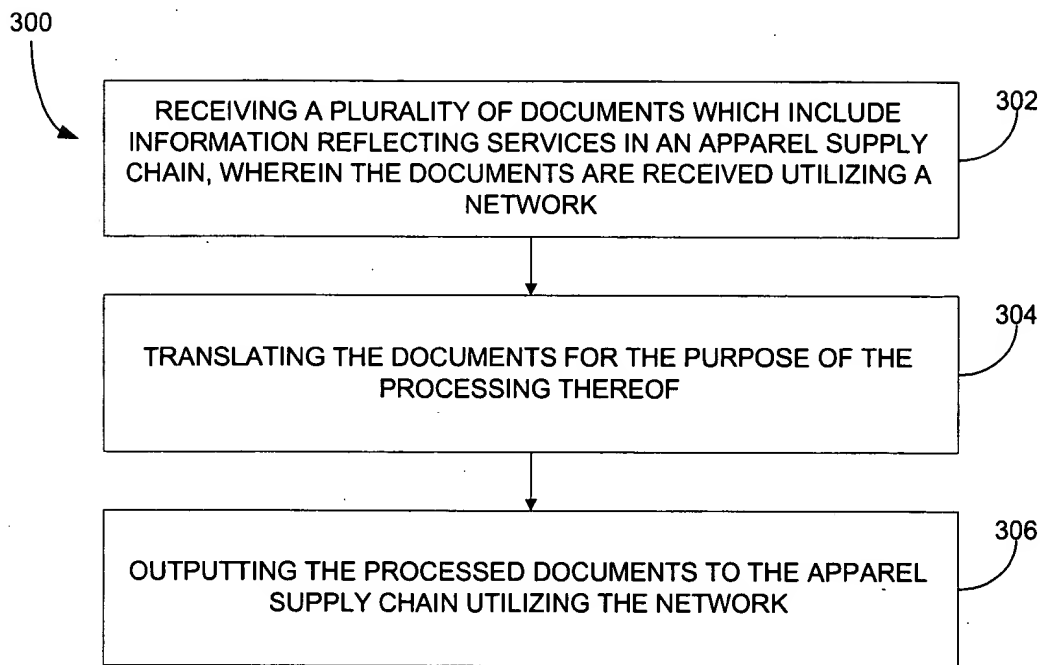 300
RECEIVING A PLURALITY OF DOCUMENTS WHICH INCLUDE
INFORMATION REFLECTING SERVICES IN AN APPAREL SUPPLY
CHAIN, WHEREIN THE DOCUMENTS ARE RECEIVED UTILIZING A
NETWORK
302
TRANSLATING THE DOCUMENTS FOR THE PURPOSE OF THE
PROCESSING THEREOF
304
OUTPUTTING THE PROCESSED DOCUMENTS TO THE APPAREL
SUPPLY CHAIN UTILIZING THE NETWORK
306